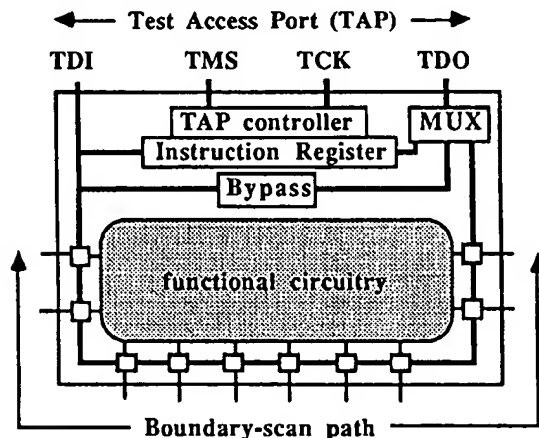 Test Access Port (TAP)
TDI TMS TCK TDO
TAP controller
MUX
Instruction Register
Bypass
functional circuitry
Boundary-scan path